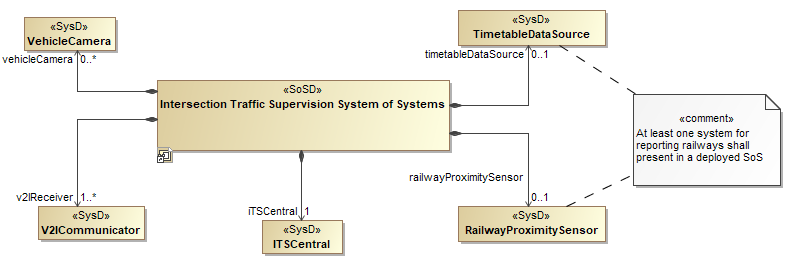 «SysD»
VehicleCamera
vehicleCamera 0..*
«SysD»
TimetableDataSource
timetableDataSource 0..1
«SoSD»
Intersection Traffic Supervision System of Systems
«comment»
At least one system for
reporting railways shall
present in a deployed SoS
railwayProximitySensor
0..1
v2IReceiver 1..*
«SysD»
V2ICommunicator
iTSCentral 1
«SysD»
ITSCentral
«SysD»
RailwayProximitySensor